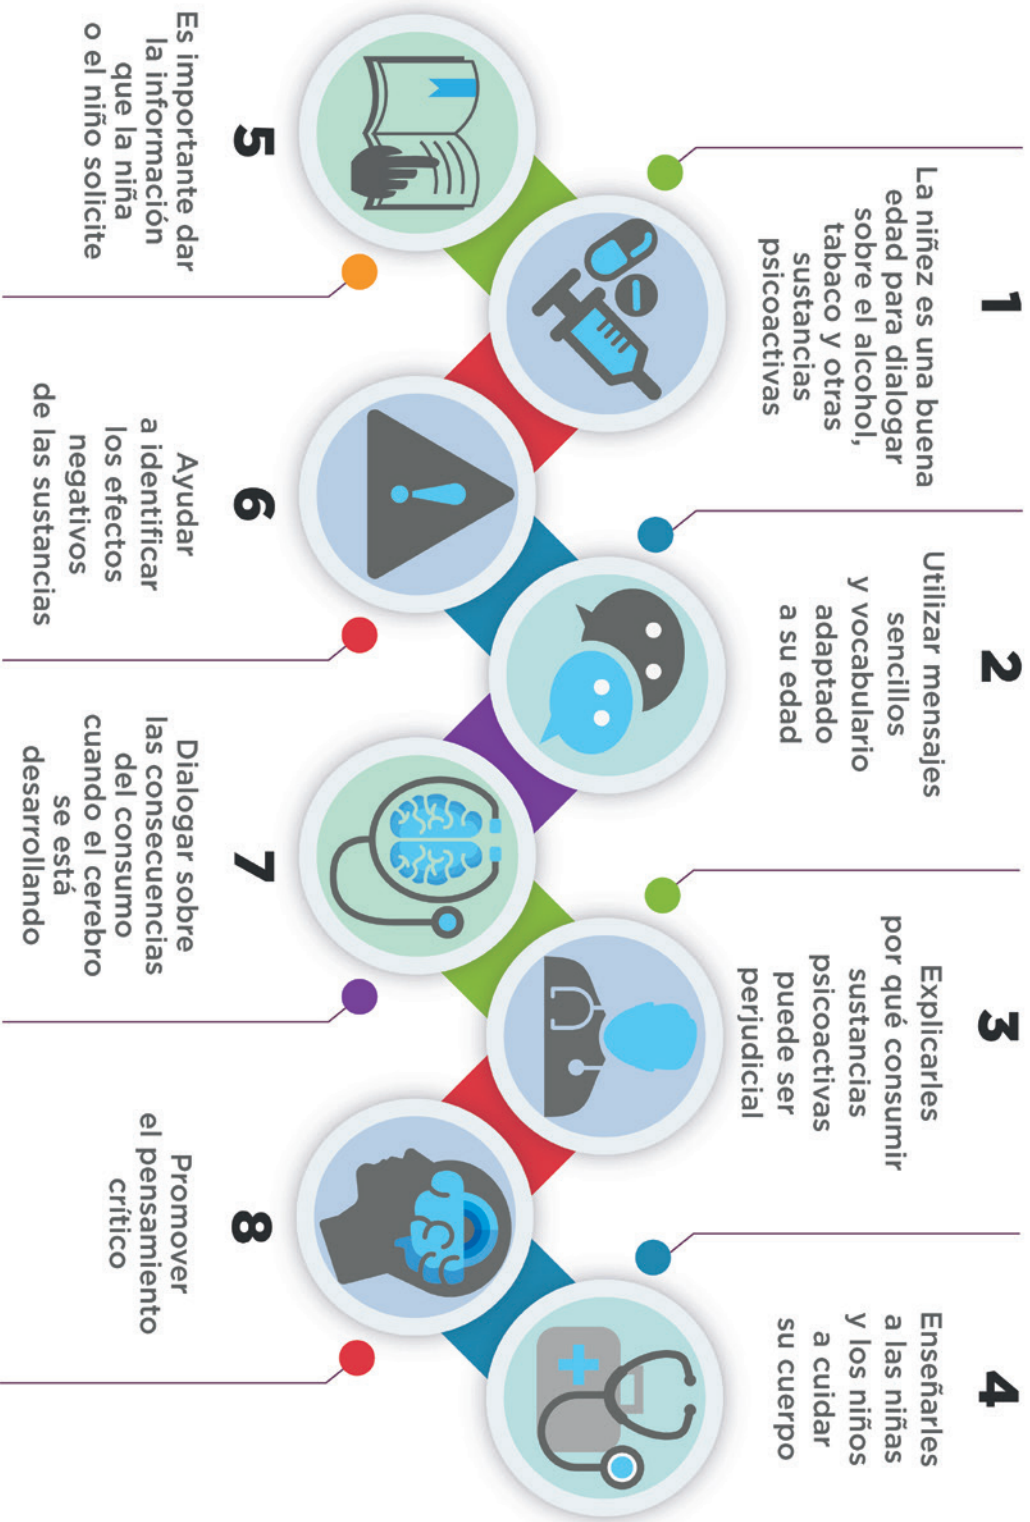 1
La niñez es una buena
edad para dialogar
sobre el alcohol,
tabaco y otras
sustancias
psicoactivas
2
Utilizar mensajes
sencillos
y vocabulario
adaptado
a su edad
3
Explicarles
por qué consumir
sustancias
psicoactivas
puede ser
perjudicial
4
Enseñarles
a las niñas
y los niños
a cuidar
su cuerpo
5
Es importante dar
la información
que la niña
o el niño solicite
6
Ayudar
a identificar
los efectos
negativos
de las sustancias
7
Dialogar sobre
las consecuencias
del consumo
cuando el cerebro
se está
desarrollando
8
Promover
el pensamiento
crítico